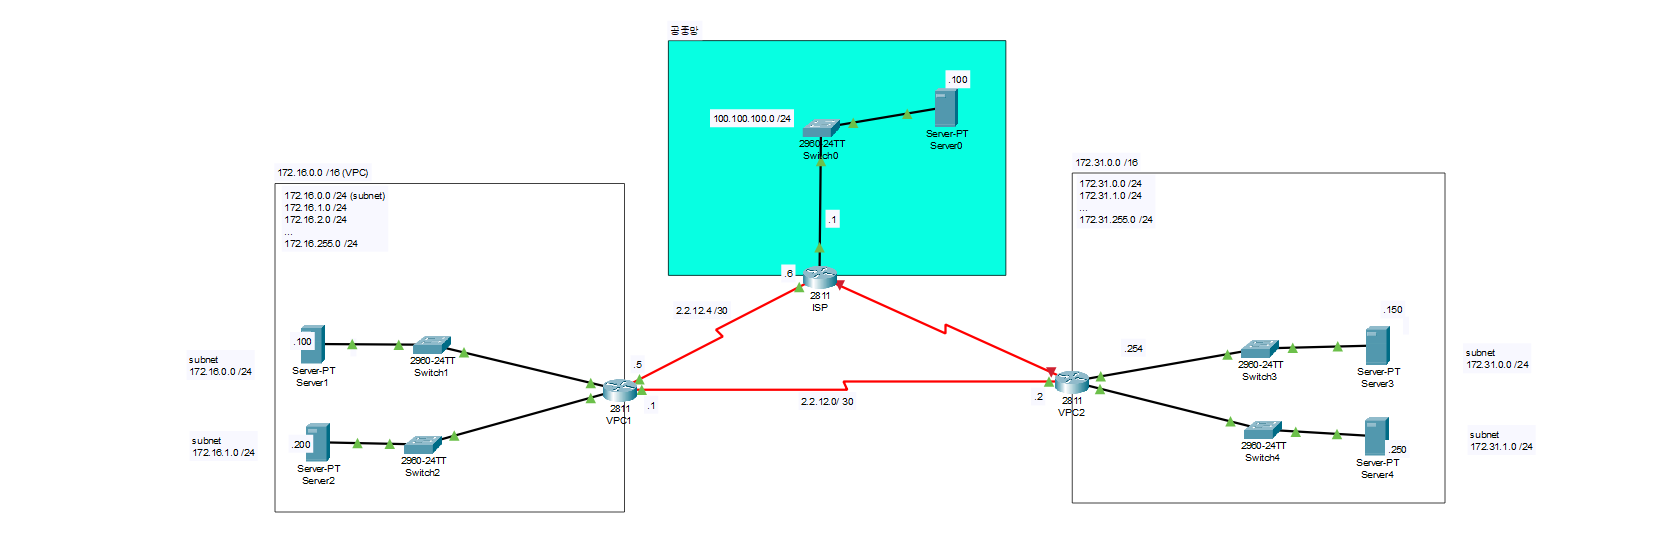 공중망
.100
100.100.100.0 /24
Server-PT
Server0
2960-24TT
Switch0
.1
.6
2811
ISP
172.16.0.0 /16 (VPC)
172.16.0.0 /24 (subnet)
172.16.1.0 /24
172.16.2.0 /24
...
172.16.255.0 /24
172.31.0.0 /16
172.31.0.0 /24
172.31.1.0 /24
...
172.31.255.0 /24
2.2.12.4 /30
.5
.1
2811
VPC1
2.2.12.0/ 30
.2
2811
VPC2
.254
subnet
172.16.0.0 /24
.100
Server-PT
Server1
2960-24TT
Switch1
subnet
172.16.1.0 /24
.200
Server-PT
Server2
2960-24TT
Switch2
2960-24TT
Switch3
.150
Server-PT
Server3
subnet
172.31.0.0 /24
2960-24TT
Switch4
.250
Server-PT
Server4
subnet
172.31.1.0 /24